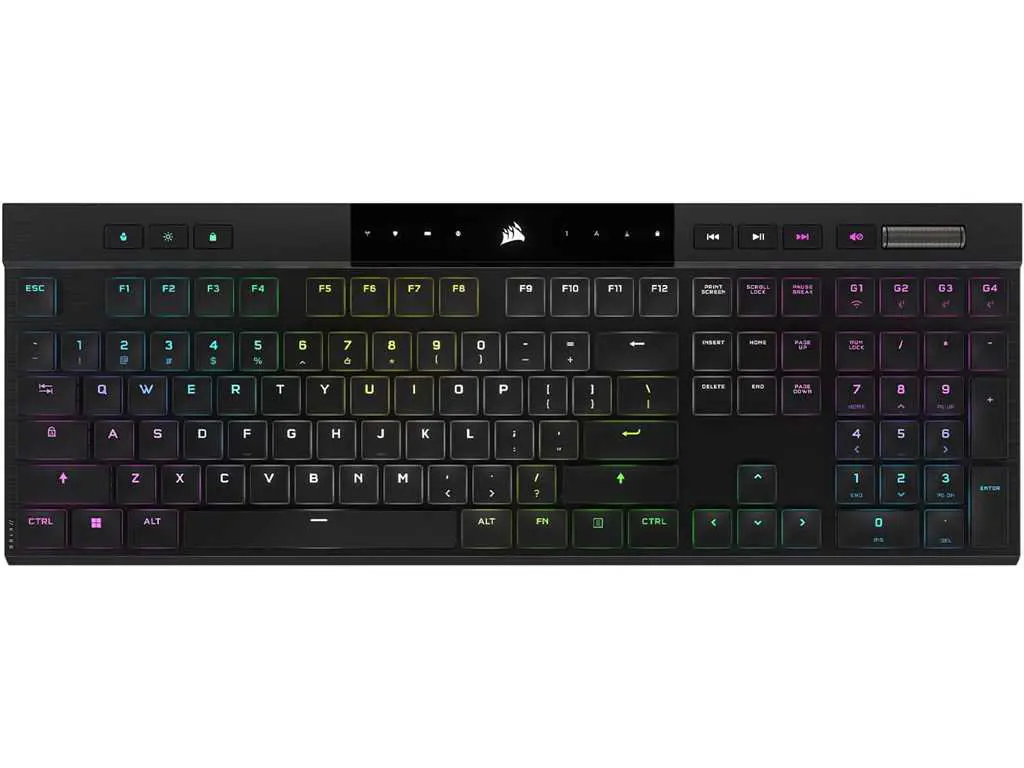 1
ESC F1 F2 F3 F4 F5 F6 F7 F8 F9 F10 F11 F12 PRINT SCREEN SCROLL LOCK PAUSE BREAK G1 G2 G3 G4
~ 1 2 3 4 5 6 7 8 9 0 - = INSERT HOME PAGE UP NUM LOCK / * -
` ! @ # $ % ^ & * ( ) _ +
Q W E R T Y U I O P [ ] \ DELETE END PAGE DOWN 7 8 9 +
{ } | HOME PG UP
A S D F G H J K L ; ' 4 5 6
: "
Z X C V B N M , . / 1 2 3 ENTER
< > ? END PG DN
CTRL ALT ALT FN CTRL 0 .
INS DEL
K100 AIR